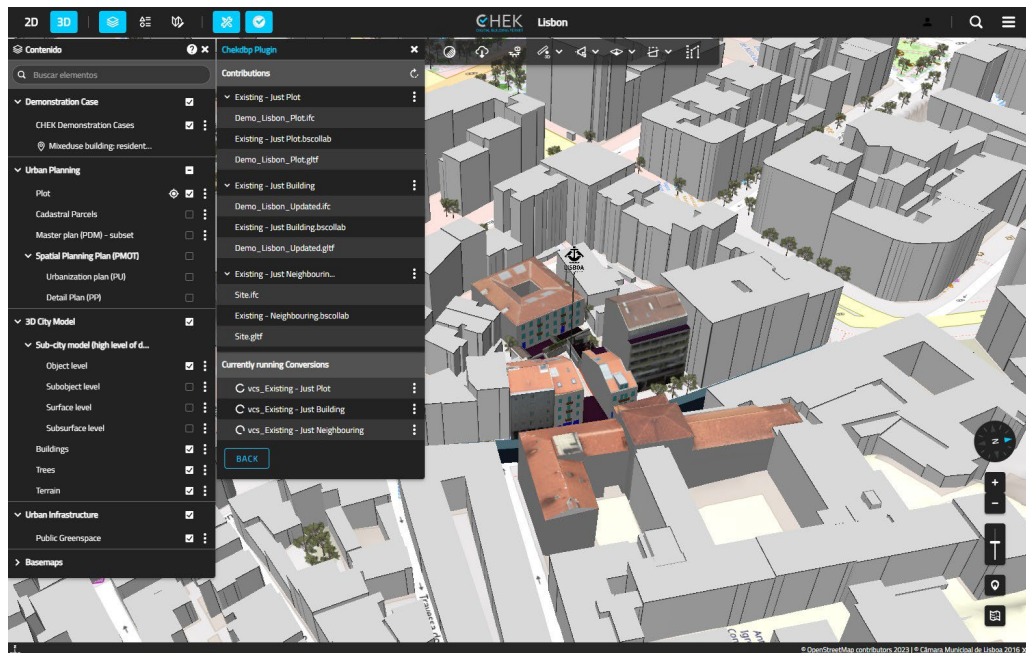 2D 3D
CHEK
DIGITAL BUILDING PERMIT
Lisbon
Contenido
Buscar elementos
Demonstration Case
CHEK Demonstration Cases
Mixeduse building: resident...
Urban Planning
Plot
Cadastral Parcels
Master plan (PDM) - subset
Spatial Planning Plan (PMOT)
Urbanization plan (PU)
Detail Plan (PP)
3D City Model
Sub-city model (high level of d...
Object level
Subobject level
Surface level
Subsurface level
Buildings
Trees
Terrain
Urban Infrastructure
Public Greenspace
Basemaps
Chekdbp Plugin
Contributions
Existing - Just Plot
Demo_Lisbon_Plot.ifc
Existing - Just Plot.bscollab
Demo_Lisbon_Plot.gltf
Existing - Just Building
Demo_Lisbon_Updated.ifc
Existing - Just Building.bscollab
Demo_Lisbon_Updated.gltf
Existing - Just Neighbourin...
Site.ifc
Existing - Neighbouring.bscollab
Site.gltf
Currently running Conversions
vcs_Existing - Just Plot
vcs_Existing - Just Building
vcs_Existing - Just Neighbouring
BACK
LISBOA
N
Travessa do
© OpenStreetMap contributors 2023 | © Câmara Municipal de Lisboa 2016